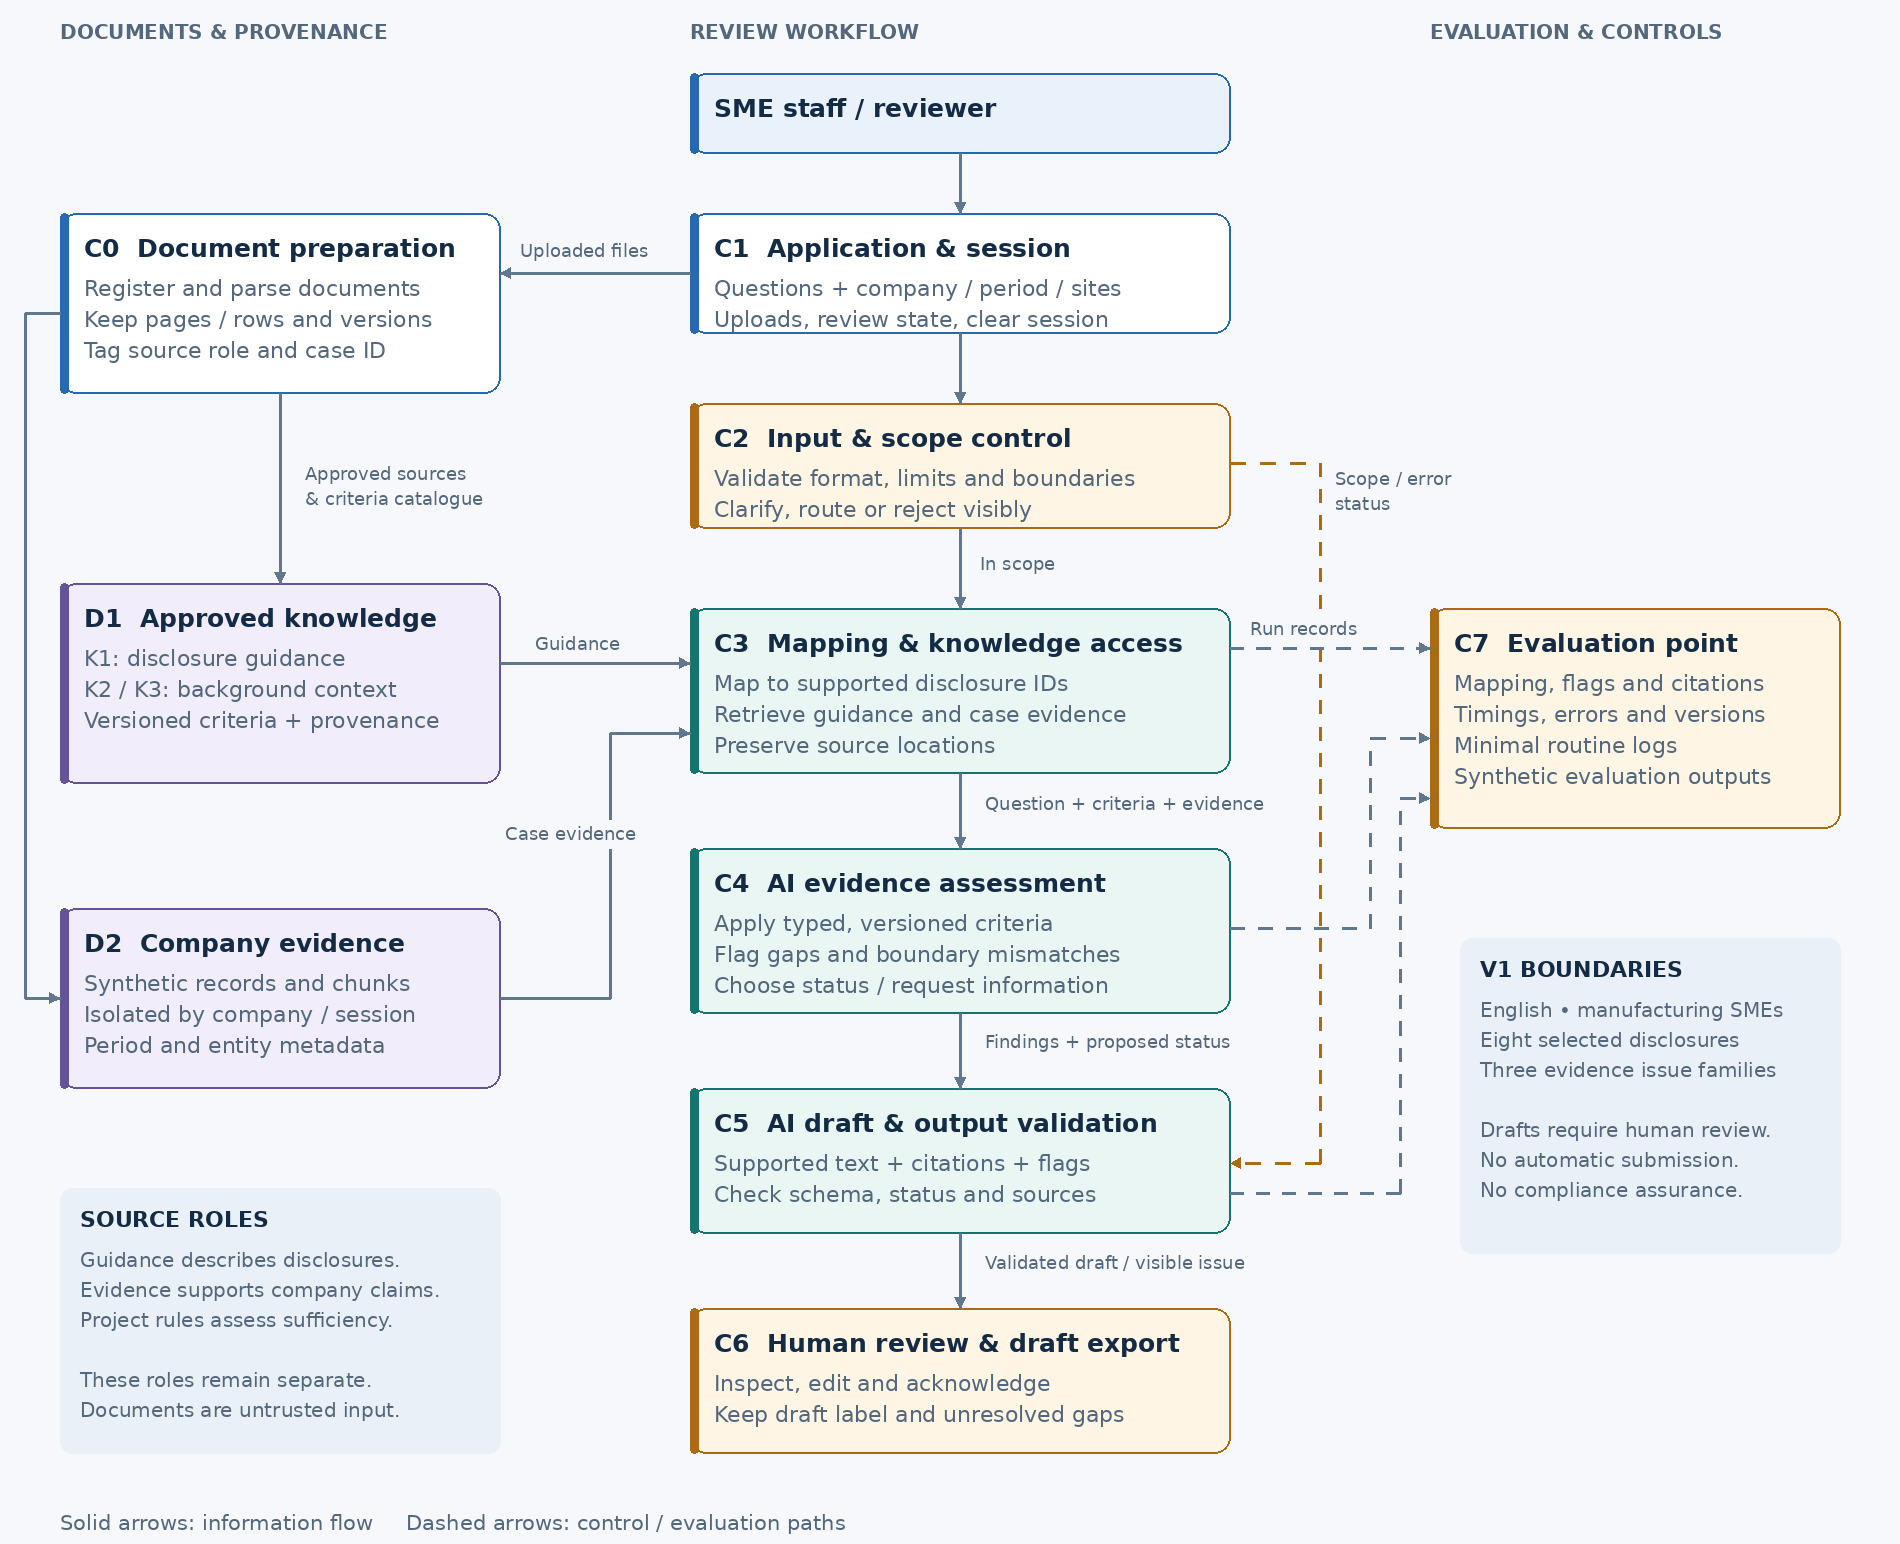 DOCUMENTS & PROVENANCE
REVIEW WORKFLOW
EVALUATION & CONTROLS
SME staff / reviewer
C0  Document preparation
Register and parse documents
Keep pages / rows and versions
Tag source role and case ID
Uploaded files
C1  Application & session
Questions + company / period / sites
Uploads, review state, clear session
C2  Input & scope control
Validate format, limits and boundaries
Clarify, route or reject visibly
Scope / error
status
Approved sources
& criteria catalogue
In scope
D1  Approved knowledge
K1: disclosure guidance
K2 / K3: background context
Versioned criteria + provenance
Guidance
C3  Mapping & knowledge access
Map to supported disclosure IDs
Retrieve guidance and case evidence
Preserve source locations
Run records
C7  Evaluation point
Mapping, flags and citations
Timings, errors and versions
Minimal routine logs
Synthetic evaluation outputs
Question + criteria + evidence
Case evidence
C4  AI evidence assessment
Apply typed, versioned criteria
Flag gaps and boundary mismatches
Choose status / request information
D2  Company evidence
Synthetic records and chunks
Isolated by company / session
Period and entity metadata
V1 BOUNDARIES
English • manufacturing SMEs
Eight selected disclosures
Three evidence issue families
Drafts require human review.
No automatic submission.
No compliance assurance.
Findings + proposed status
C5  AI draft & output validation
Supported text + citations + flags
Check schema, status and sources
SOURCE ROLES
Guidance describes disclosures.
Evidence supports company claims.
Project rules assess sufficiency.
These roles remain separate.
Documents are untrusted input.
Validated draft / visible issue
C6  Human review & draft export
Inspect, edit and acknowledge
Keep draft label and unresolved gaps
Solid arrows: information flow     Dashed arrows: control / evaluation paths